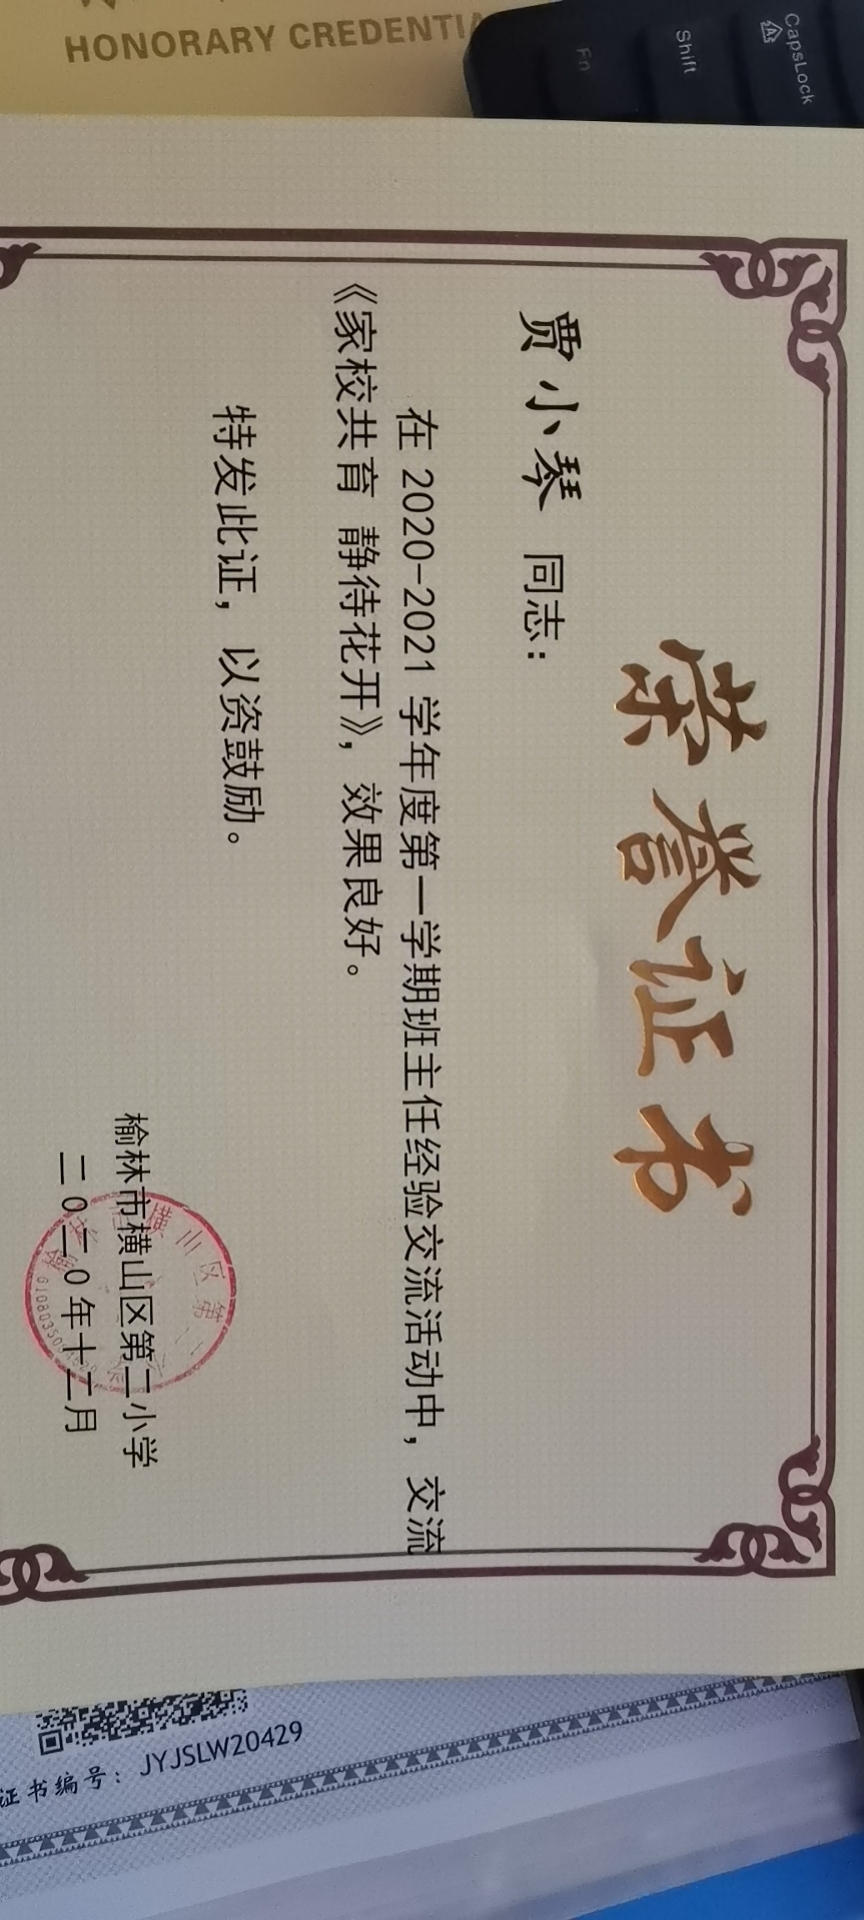 HONORARY CREDENTIA
Fn
Shift
CapsLock
荣誉证书
贾小琴 同志：
在 2020-2021 学年度第一学期班主任经验交流活动中，交流
《家校共育 静待花开》，效果良好。
特发此证，以资鼓励。
榆林市横山区第二小学
二0二0年十二月
证书编号：JYJSLW20429